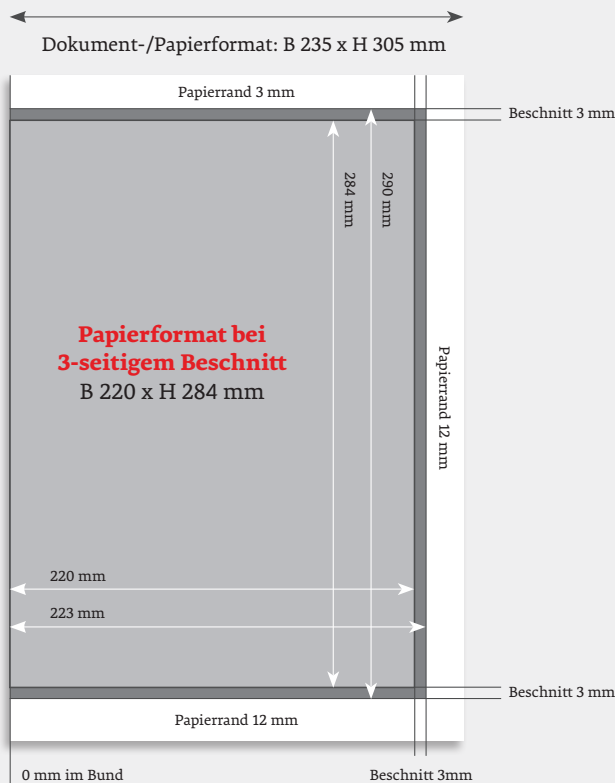 Dokument-/Papierformat: B 235 x H 305 mm
Papierrand 3 mm
Beschnitt 3 mm
284 mm
290 mm
Papierformat bei
3-seitigem Beschnitt
B 220 x H 284 mm
Papierrand 12 mm
220 mm
223 mm
Beschnitt 3 mm
Papierrand 12 mm
0 mm im Bund
Beschnitt 3mm